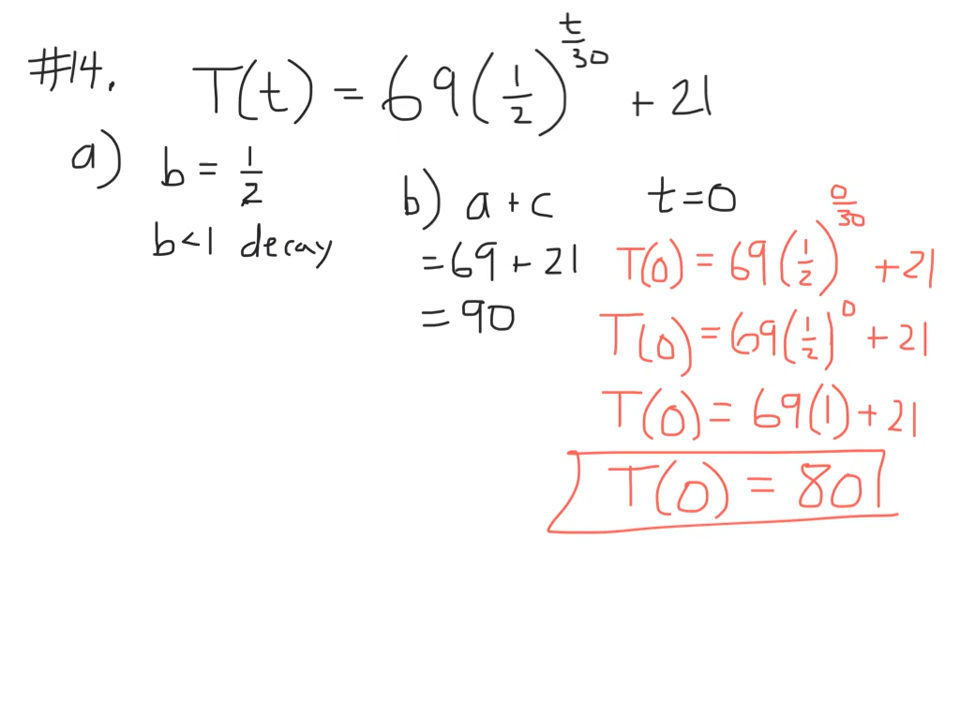 #14. T(t) = 69(1/2)^(t/30) + 21
a) b = 1/2
b<1 decay
b) a + c
= 69 + 21
= 90
t = 0
T(0) = 69(1/2)^(0/30) + 21
T(0) = 69(1/2)^0 + 21
T(0) = 69(1) + 21
T(0) = 80